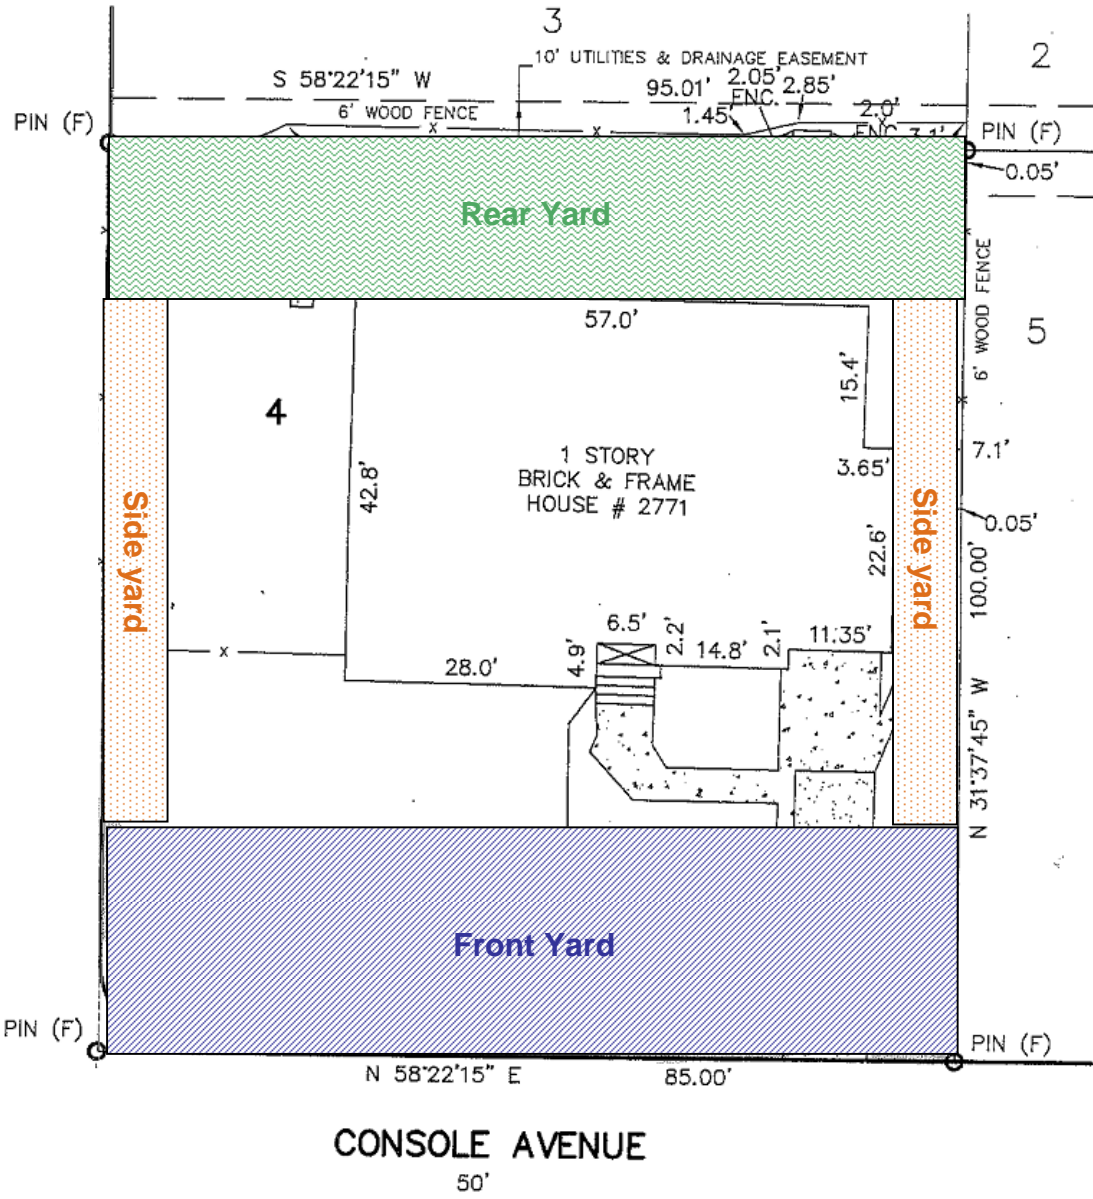 3
2
10' UTILITIES & DRAINAGE EASEMENT
S 58°22'15" W
95.01'
2.05'
ENC.
2.85'
6' WOOD FENCE
1.45'
2.0'
ENC.
3.1'
PIN (F)
PIN (F)
0.05'
Rear Yard
6' WOOD FENCE
57.0'
5
15.4'
4
1 STORY
BRICK & FRAME
HOUSE # 2771
42.8'
3.65'
7.1'
Side yard
Side yard
0.05'
22.6'
100.00'
N 31°37'45" W
6.5'
2.2'
14.8'
2.1'
11.35'
4.9'
28.0'
Front Yard
PIN (F)
PIN (F)
N 58°22'15" E
85.00'
CONSOLE AVENUE
50'